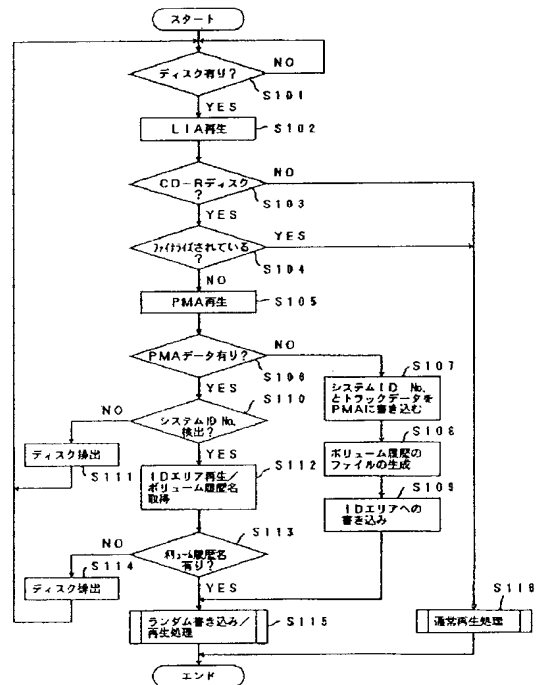 スタート
ディスク有り?
NO
S101
YES
LIA再生
S102
CD-Rディスク
?
NO
S103
YES
ファイナライズされている
?
YES
S104
NO
PMA再生
S105
PMAデータ有り?
NO
S106
YES
S107
システムID No.
とトラックデータを
PMAに書き込む
S110
システムID No.
検出?
NO
YES
S108
ボリューム履歴の
ファイルの生成
ディスク排出
S111
S112
IDエリア再生/
ボリューム履歴名
取得
S109
IDエリアへの
書き込み
S113
ボリューム履歴名
有り?
NO
YES
ディスク排出
S114
ランダム書き込み/
再生処理
S115
S116
通常再生処理
エンド